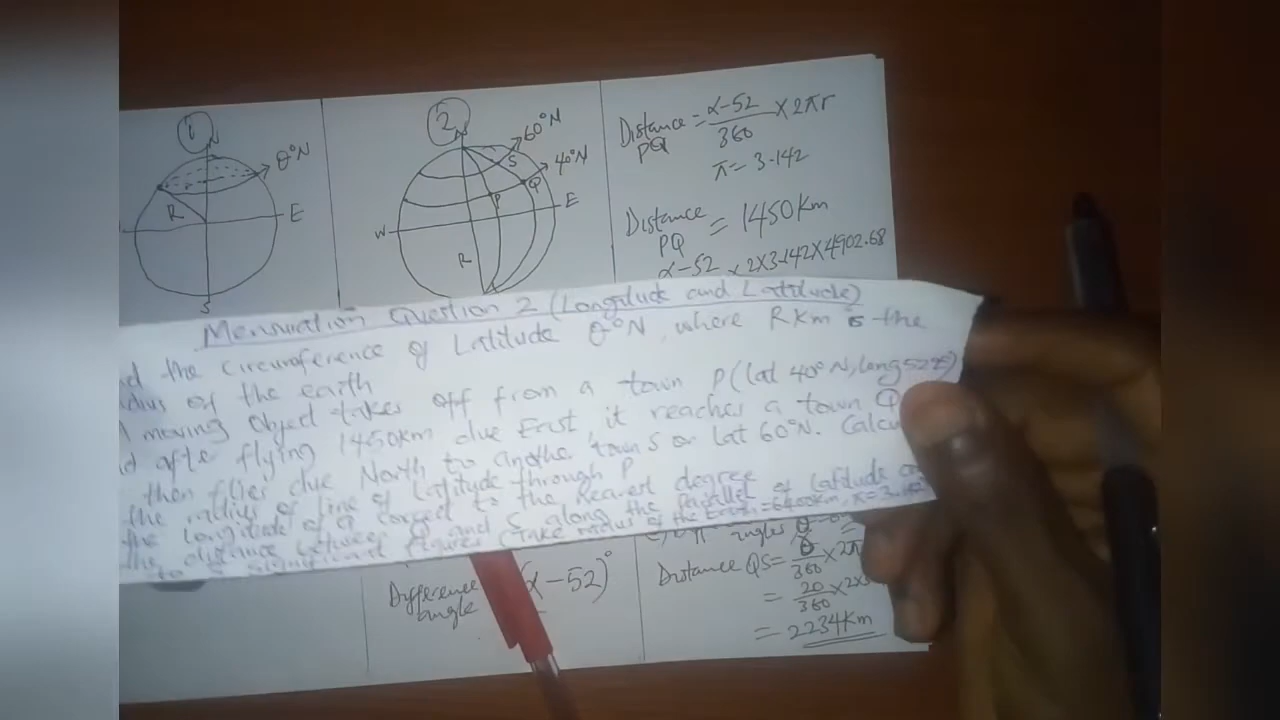 1
N
θ°N
R
E
S
2
N
60°N
S
40°N
Q
P
W
E
R
Distance PQ = α-52/360 × 2πr
π = 3.142
Distance PQ = 1450km
α-52 × 2×3.142×4902.68
Mensuration Question 2 (Longitude and Latitude)
the circumference of Latitude θ°N, where RKm is the
of the earth
moving object takes off from a town P(lat 40°N, long 52°E)
after flying 1450km due East, it reaches a town Q
then flies due North to another town S on lat 60°N.
the radius of line of latitude through P
the longitude of Q correct to the nearest degree
the distance between and S along the parallel of latitude
to significant figures (Take radius of the Earth = 6400km, π = 3.142
Difference angle (α-52)°
angles θ
Distance QS = θ/360 × 2π
= 20/360 × 2×3
= 2234Km